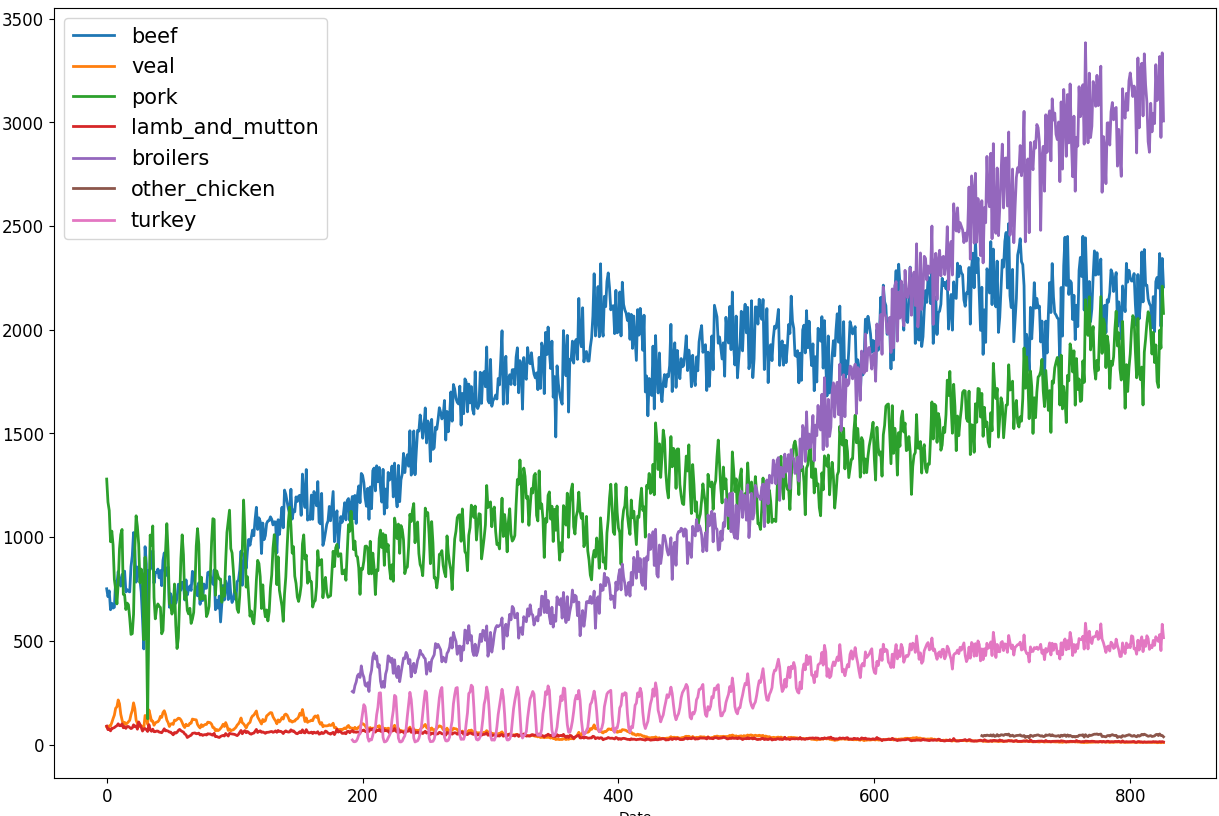 3500
3000
2500
2000
1500
1000
500
0
beef
veal
pork
lamb_and_mutton
broilers
other_chicken
turkey
0 200 400 600 800
Date